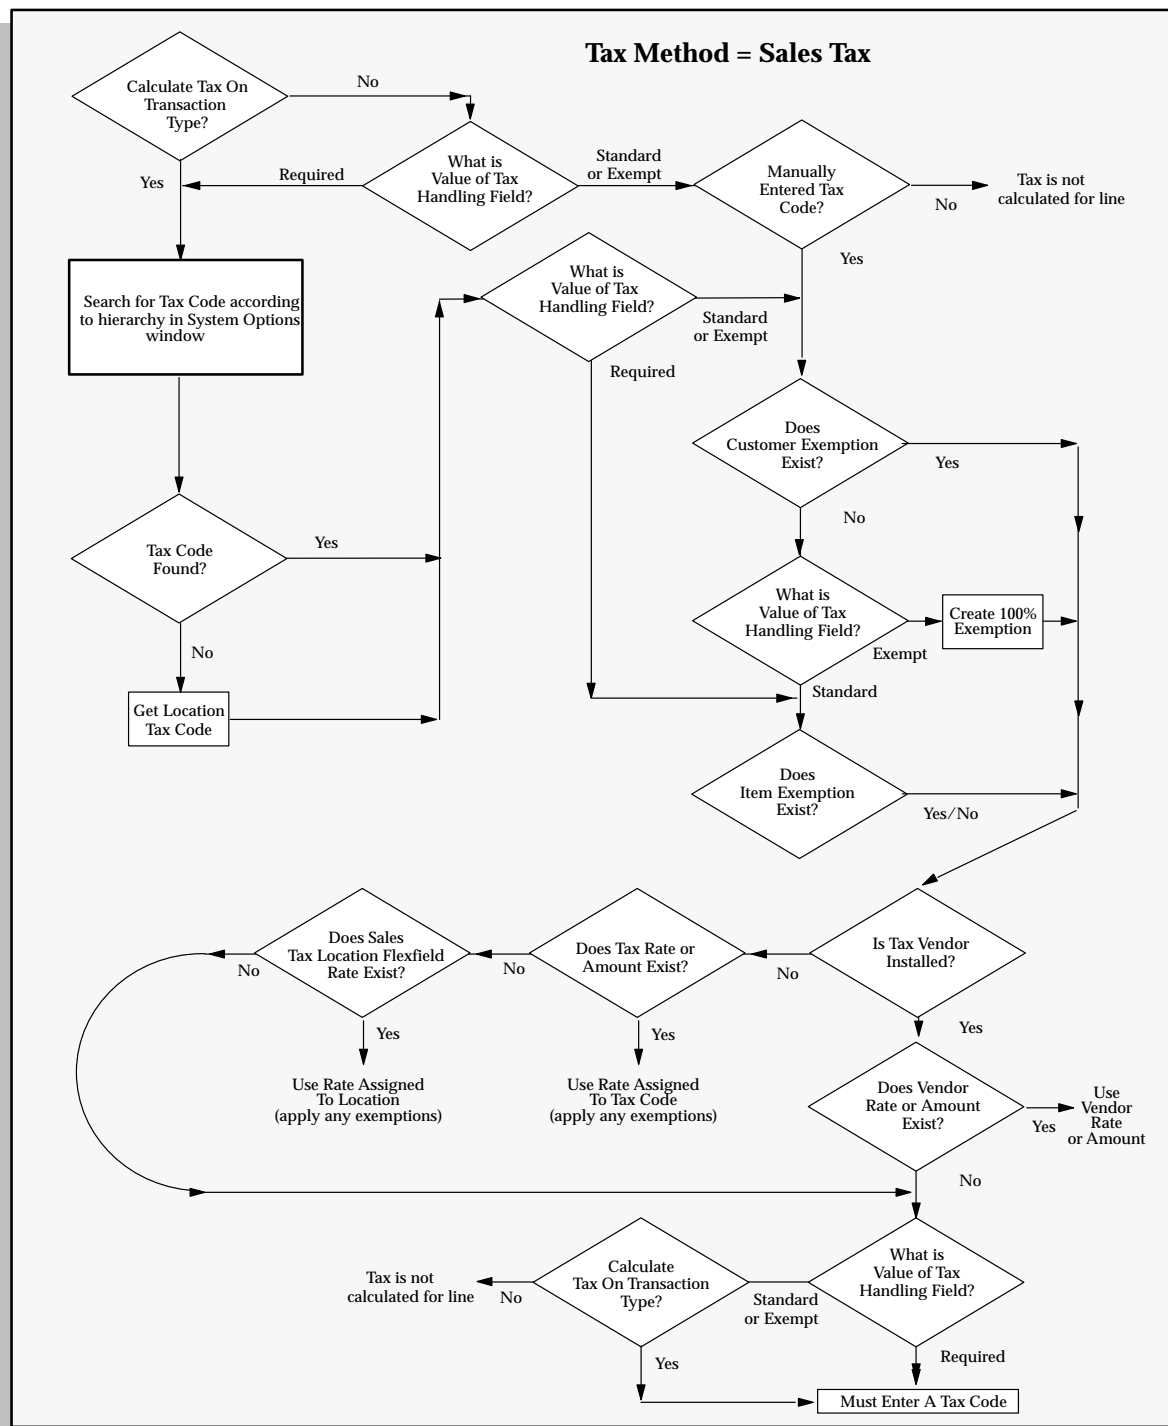 Tax Method = Sales Tax
Calculate Tax On
Transaction
Type?
No
Yes
What is
Value of Tax
Handling Field?
Required
Standard
or Exempt
Manually
Entered Tax
Code?
No
Tax is not
calculated for line
Yes
Search for Tax Code according
to hierarchy in System Options
window
What is
Value of Tax
Handling Field?
Standard
or Exempt
Required
Does
Customer Exemption
Exist?
Yes
No
Tax Code
Found?
Yes
No
Get Location
Tax Code
What is
Value of Tax
Handling Field?
Exempt
Create 100%
Exemption
Standard
Does
Item Exemption
Exist?
Yes/No
Is Tax Vendor
Installed?
No
Yes
Does Tax Rate or
Amount Exist?
No
Yes
Use Rate Assigned
To Tax Code
(apply any exemptions)
Does Sales
Tax Location Flexfield
Rate Exist?
No
Yes
Use Rate Assigned
To Location
(apply any exemptions)
Does Vendor
Rate or Amount
Exist?
Yes
Use
Vendor
Rate
or Amount
No
What is
Value of Tax
Handling Field?
Standard
or Exempt
Required
Calculate
Tax On Transaction
Type?
No
Tax is not
calculated for line
Yes
Must Enter A Tax Code